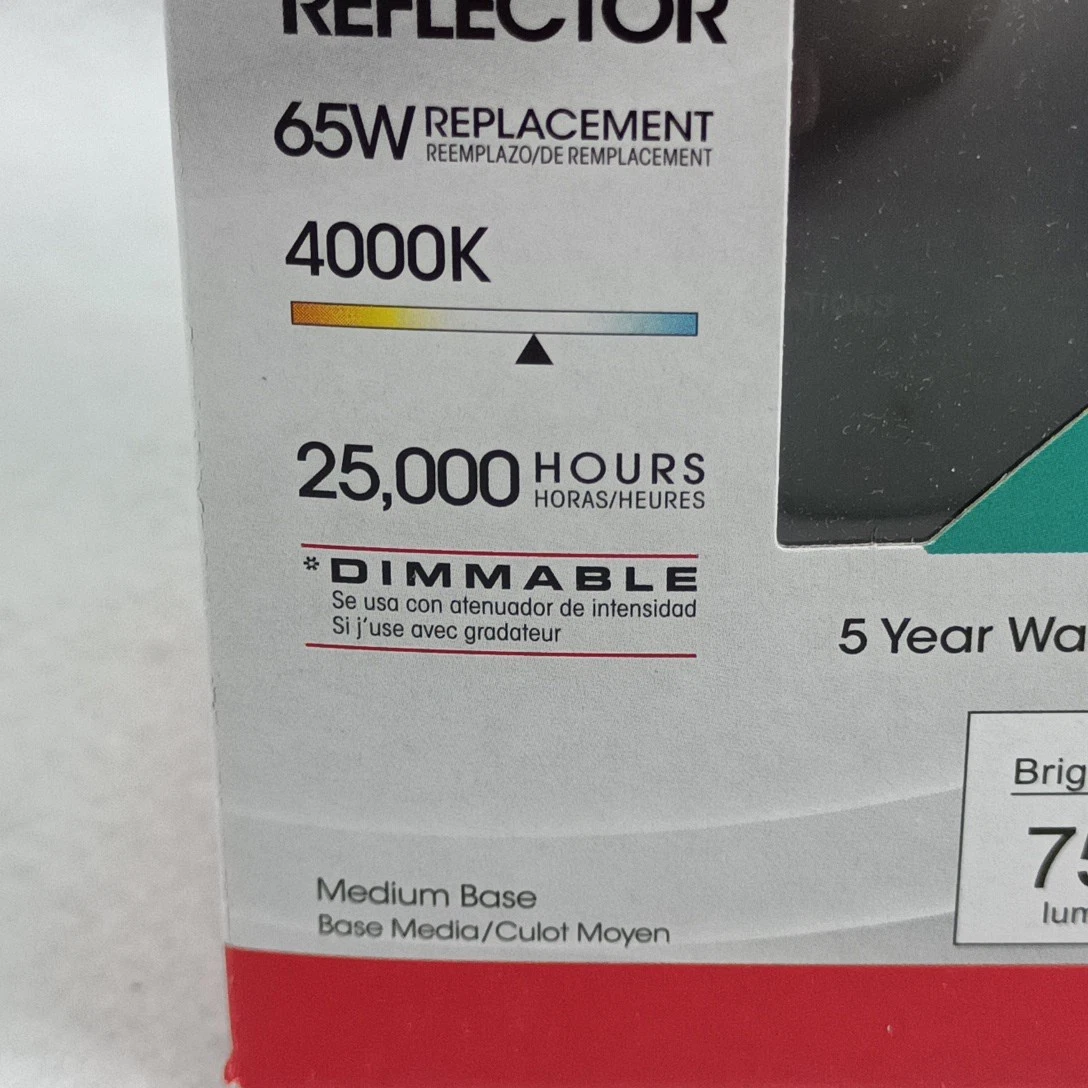 REFLECTOR
65W REPLACEMENT
REEMPLAZO/DE REMPLACEMENT
4000K
25,000 HOURS
HORAS/HEURES
*DIMMABLE
Se usa con atenuador de intensidad
Si j'use avec gradateur
5 Year Wa
Brig
75
lum
Medium Base
Base Media/Culot Moyen